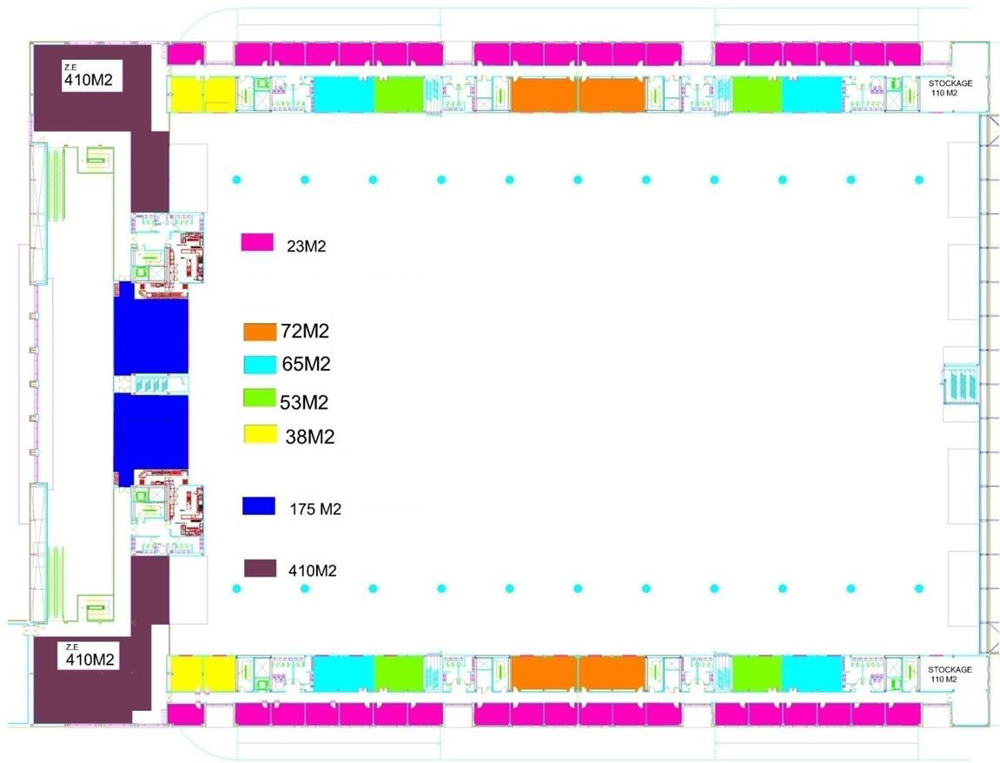 Z.E
410M2
STOCKAGE
110 M2
23M2
72M2
65M2
53M2
38M2
175 M2
410M2
Z.E
410M2
STOCKAGE
110 M2